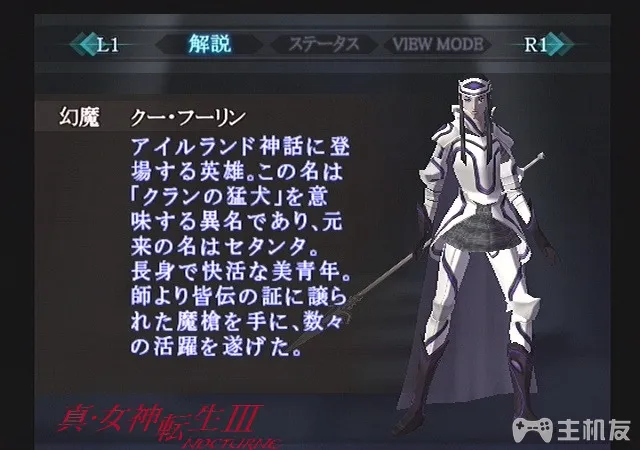 L1 解説 ステータス VIEW MODE R1
幻魔 クー・フーリン
アイルランド神話に登
場する英雄。この名は
「クランの猛犬」を意
味する異名であり、元
来の名はセタンタ。
長身で快活な美青年。
師より皆伝の証に譲ら
れた魔槍を手に、数々
の活躍を遂げた。
真・女神転生III
NOCTURNE
主机友